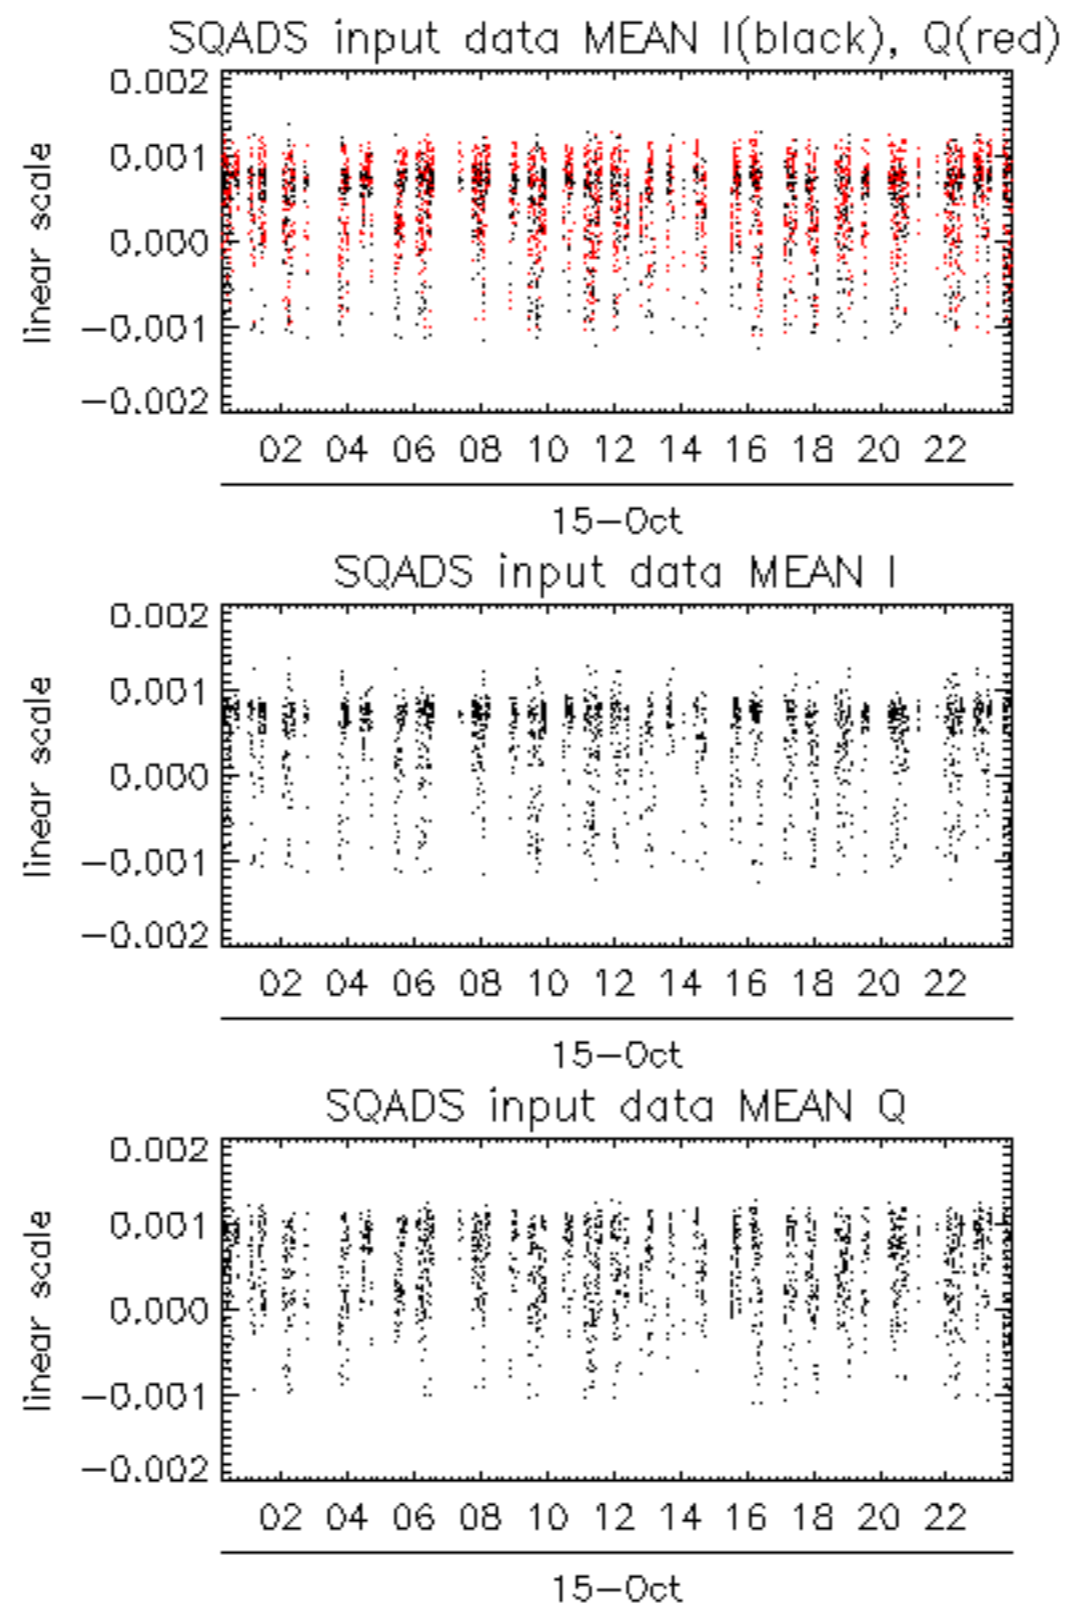 SQADS input data MEAN I(black), Q(red)
0.002
0.001
0.000
−0.001
−0.002
linear scale
02 04 06 08 10 12 14 16 18 20 22
15−Oct
SQADS input data MEAN I
0.002
0.001
0.000
−0.001
−0.002
linear scale
02 04 06 08 10 12 14 16 18 20 22
15−Oct
SQADS input data MEAN Q
0.002
0.001
0.000
−0.001
−0.002
linear scale
02 04 06 08 10 12 14 16 18 20 22
15−Oct